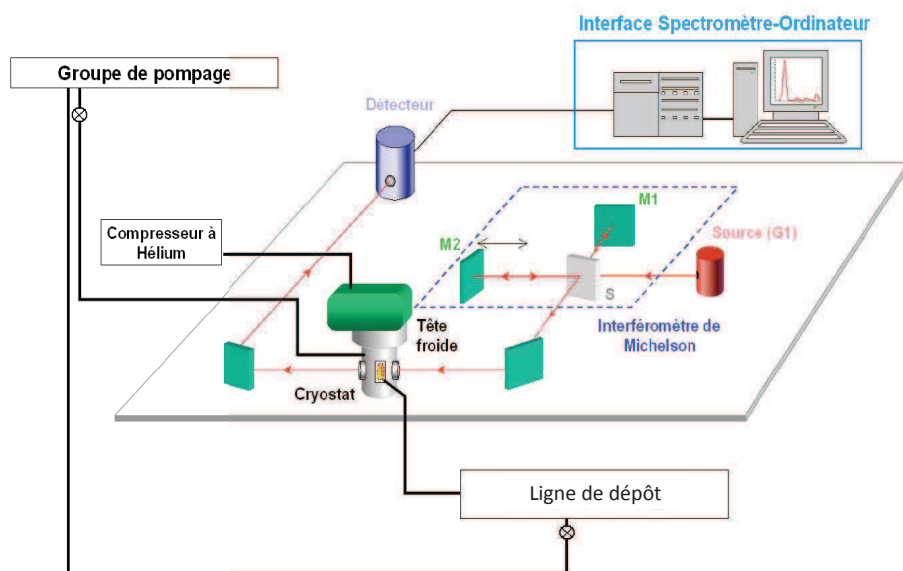 Interface Spectromètre-Ordinateur
Groupe de pompage
Détecteur
M1
Compresseur à
Hélium
M2
Source (G1)
S
Tête
froide
Interféromètre de
Michelson
Cryostat
Ligne de dépôt